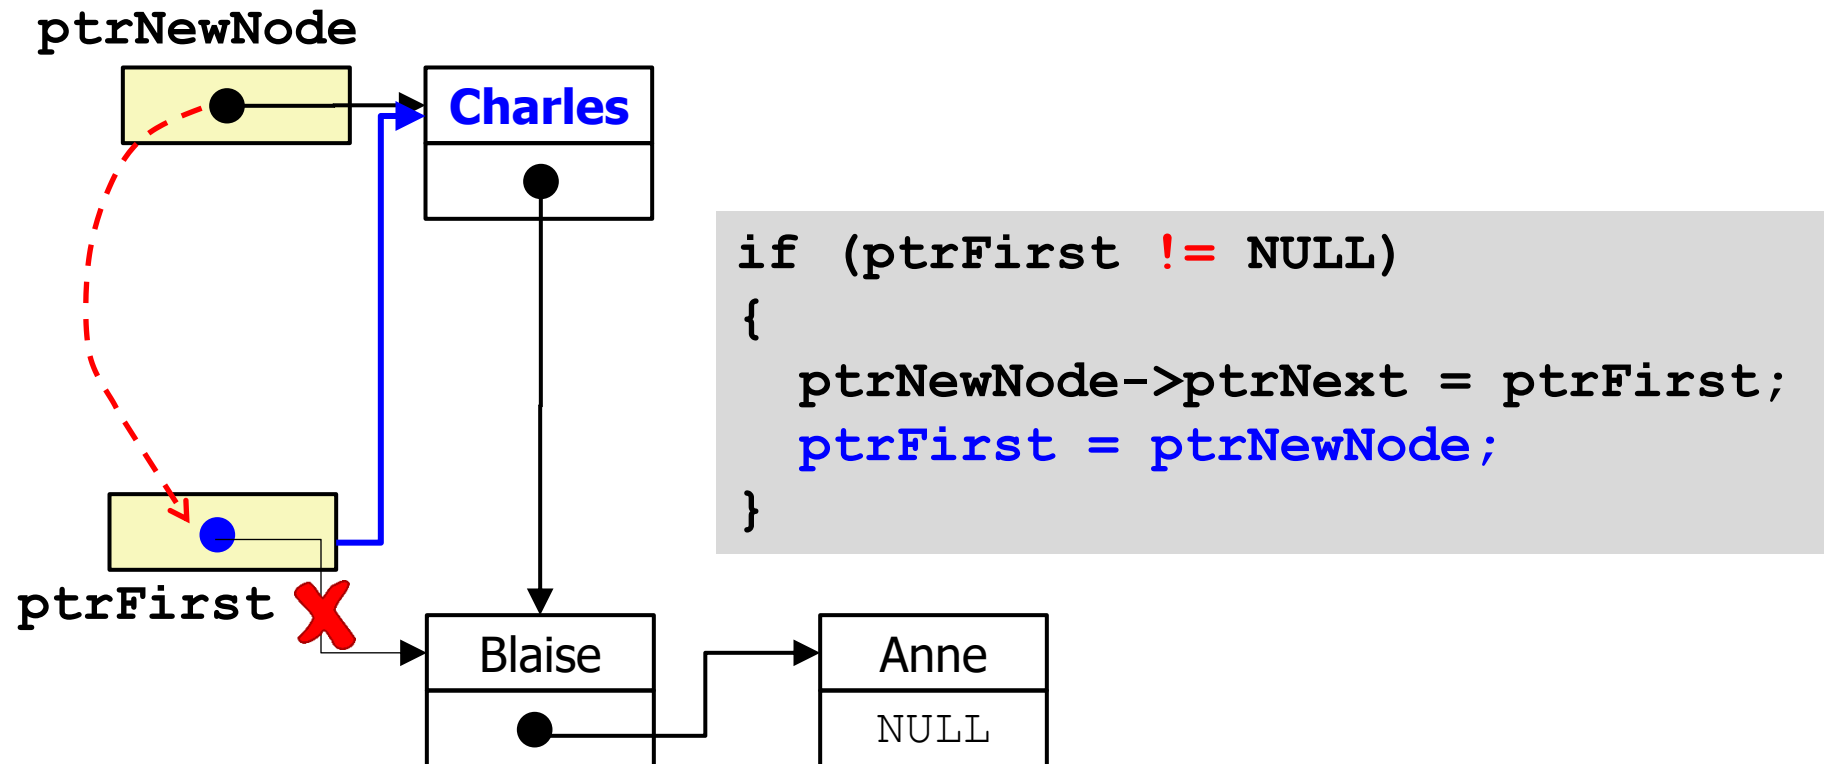 ptrNewNode
Charles
if (ptrFirst != NULL)
{
ptrNewNode->ptrNext = ptrFirst;
ptrFirst = ptrNewNode;
}
ptrFirst
Blaise
Anne
NULL